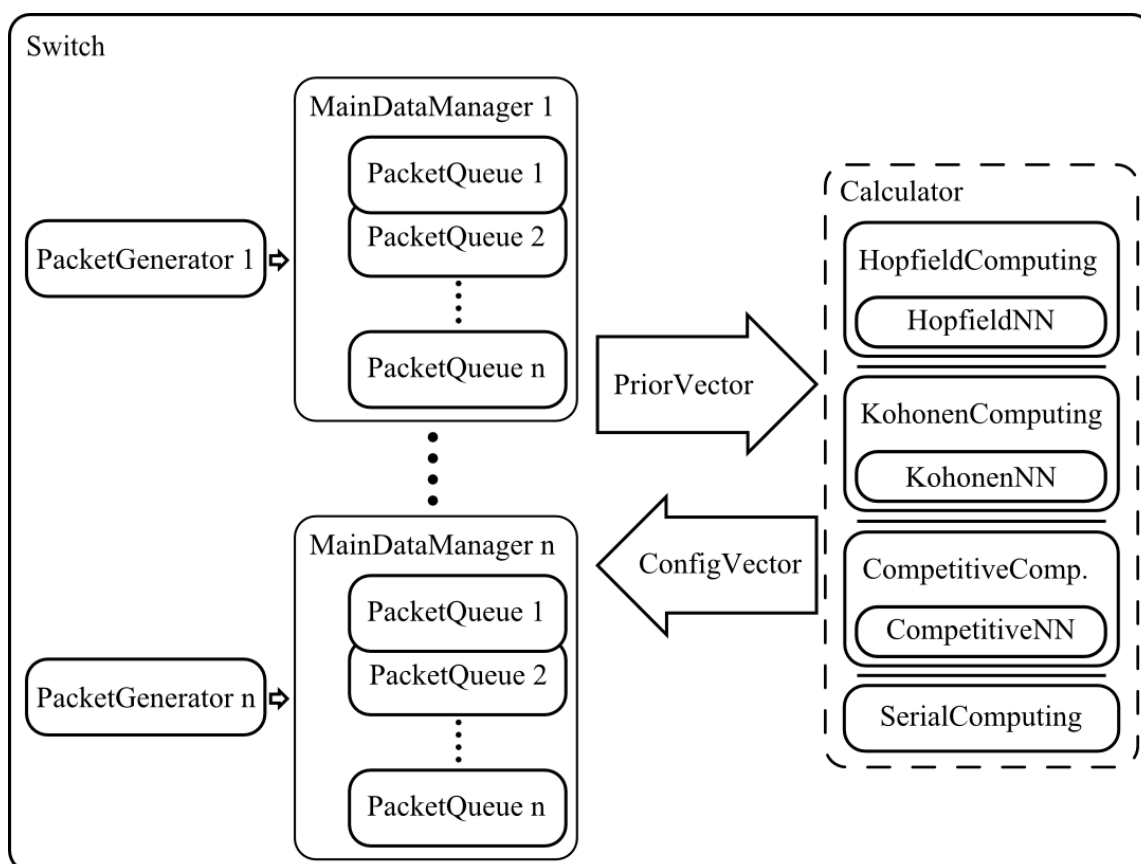 Switch
MainDataManager 1
PacketQueue 1
PacketQueue 2
PacketQueue n
PacketGenerator 1
MainDataManager n
PacketQueue 1
PacketQueue 2
PacketQueue n
PacketGenerator n
PriorVector
ConfigVector
Calculator
HopfieldComputing
HopfieldNN
KohonenComputing
KohonenNN
CompetitiveComp.
CompetitiveNN
SerialComputing